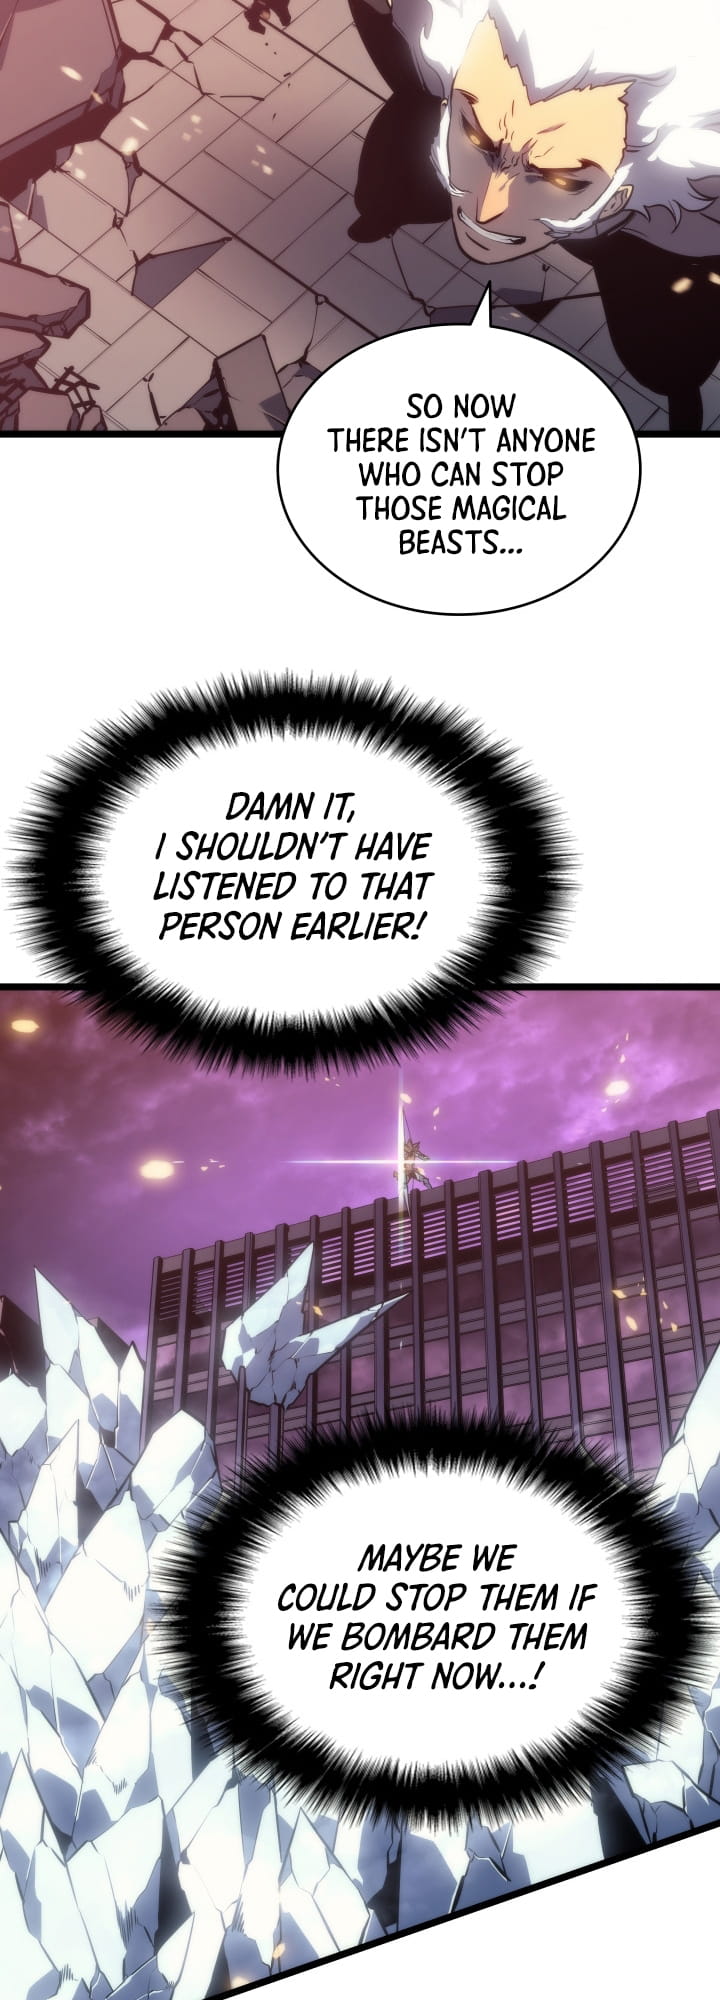 SO NOW
THERE ISN'T ANYONE
WHO CAN STOP
THOSE MAGICAL
BEASTS...
DAMN IT,
I SHOULDN'T HAVE
LISTENED TO THAT
PERSON EARLIER!
MAYBE WE
COULD STOP THEM IF
WE BOMBARD THEM
RIGHT NOW...!